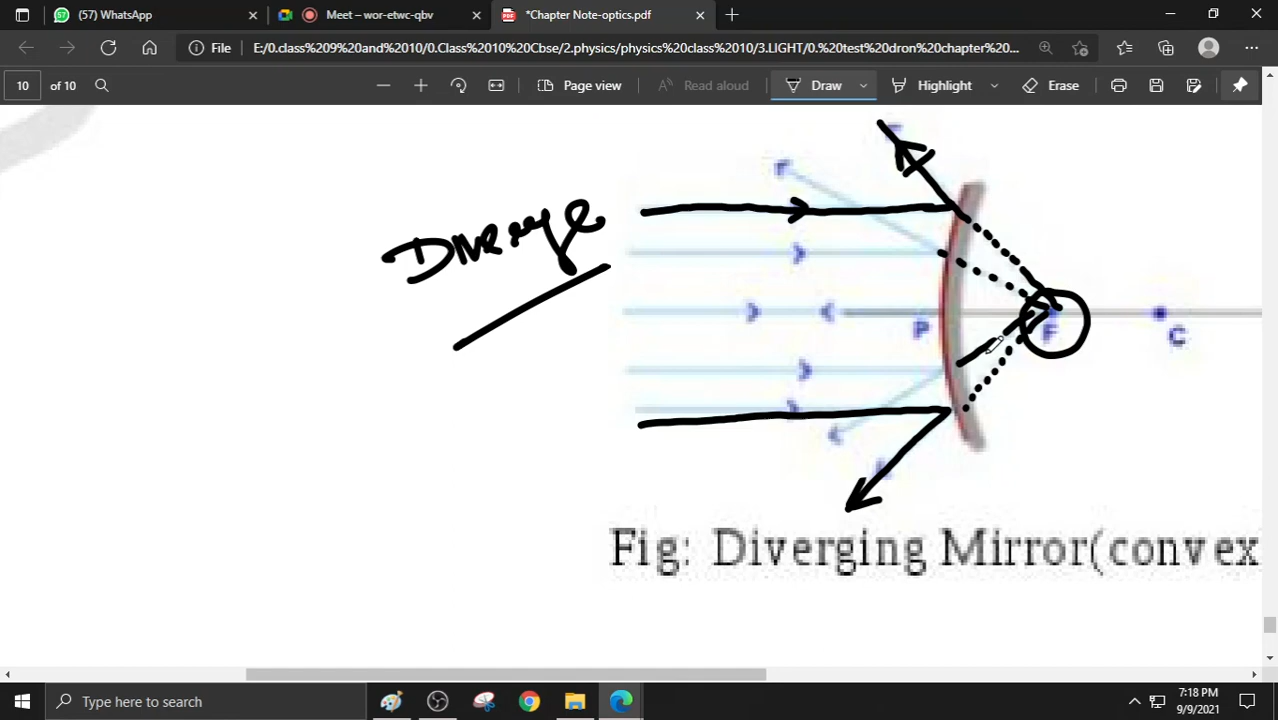 (57) WhatsApp
Meet – wor-etwc-qbv
*Chapter Note-optics.pdf
File
E:/0.class%209%20and%2010/0.Class%2010%20Cbse/2.physics/physics%20class%2010/3.LIGHT/0.%20test%20dron%20chapter%20...
10
of 10
Page view
Read aloud
Draw
Highlight
Erase
Diverge
P
F
C
Fig: Diverging Mirror(convex
Type here to search
7:18 PM
9/9/2021